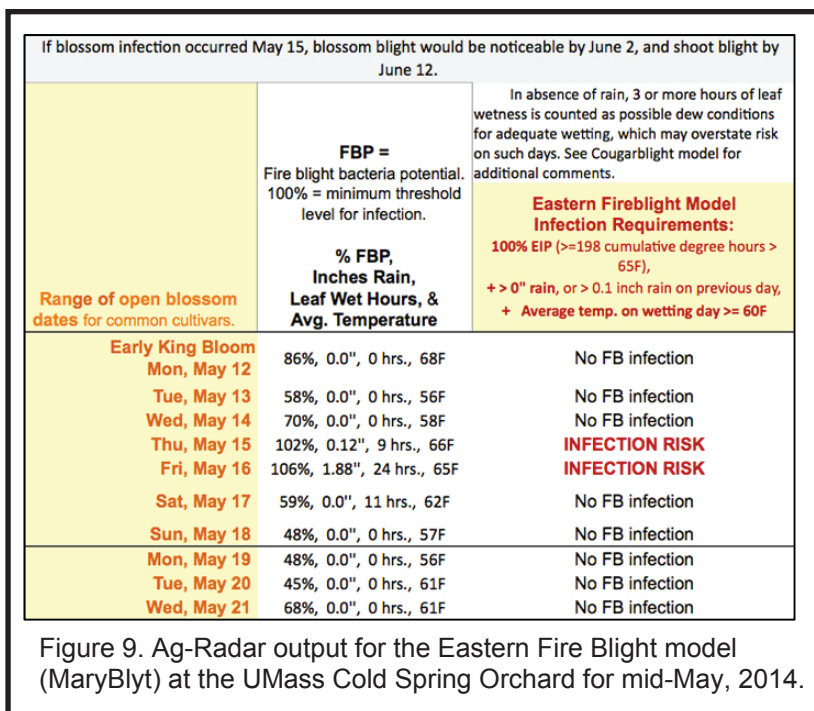 If blossom infection occurred May 15, blossom blight would be noticeable by June 2, and shoot blight by
June 12.
Range of open blossom
dates for common cultivars.
FBP =
Fire blight bacteria potential.
100% = minimum threshold
level for infection.
% FBP,
Inches Rain,
Leaf Wet Hours, &
Avg. Temperature
In absence of rain, 3 or more hours of leaf
wetness is counted as possible dew conditions
for adequate wetting, which may overstate risk
on such days. See Cougarblight model for
additional comments.
Eastern Fireblight Model
Infection Requirements:
100% EIP (>=198 cumulative degree hours >
65F),
+ > 0" rain, or > 0.1 inch rain on previous day,
+ Average temp. on wetting day >= 60F
Early King Bloom
Mon, May 12 86%, 0.0", 0 hrs., 68F No FB infection
Tue, May 13 58%, 0.0", 0 hrs., 56F No FB infection
Wed, May 14 70%, 0.0", 0 hrs., 58F No FB infection
Thu, May 15 102%, 0.12", 9 hrs., 66F INFECTION RISK
Fri, May 16 106%, 1.88", 24 hrs., 65F INFECTION RISK
Sat, May 17 59%, 0.0", 11 hrs., 62F No FB infection
Sun, May 18 48%, 0.0", 0 hrs., 57F No FB infection
Mon, May 19 48%, 0.0", 0 hrs., 56F No FB infection
Tue, May 20 45%, 0.0", 0 hrs., 61F No FB infection
Wed, May 21 68%, 0.0", 0 hrs., 61F No FB infection
Figure 9. Ag-Radar output for the Eastern Fire Blight model
(MaryBlyt) at the UMass Cold Spring Orchard for mid-May, 2014.